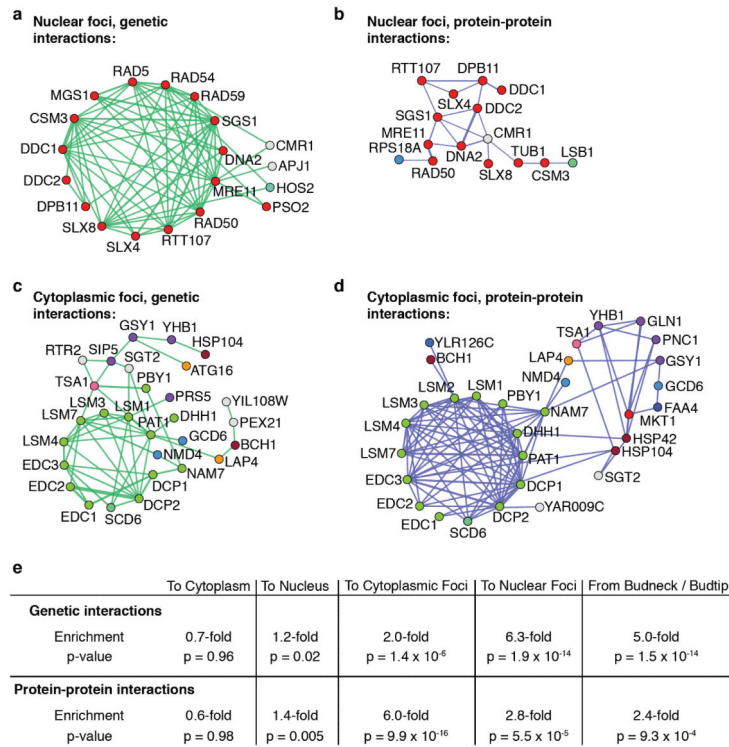 a
Nuclear foci, genetic
interactions:
RAD5
RAD54
MGS1
RAD59
CSM3
SGS1
CMR1
DDC1
DNA2
APJ1
DDC2
MRE11
HOS2
DPB11
RAD50
PSO2
SLX8
SLX4
RTT107
b
Nuclear foci, protein-protein
interactions:
RTT107
DPB11
DDC1
SLX4
SGS1
DDC2
MRE11
CMR1
RPS18A
TUB1
LSB1
DNA2
RAD50
SLX8
CSM3
c
Cytoplasmic foci, genetic
interactions:
GSY1
YHB1
HSP104
RTR2
SIP5
SGT2
ATG16
TSA1
PBY1
PRS5
YIL108W
LSM3
LSM1
LSM7
DHH1
PEX21
PAT1
LSM4
GCD6
BCH1
EDC3
NMD4
LAP4
NAM7
EDC2
DCP1
DCP2
EDC1
SCD6
d
Cytoplasmic foci, protein-protein
interactions:
YHB1
GLN1
YLR126C
TSA1
BCH1
PNC1
LAP4
GSY1
LSM2
LSM1
NMD4
PBY1
GCD6
LSM3
NAM7
FAA4
LSM4
DHH1
MKT1
LSM7
PAT1
HSP42
HSP104
EDC3
DCP1
SGT2
EDC2
DCP2
YAR009C
EDC1
SCD6
e
To Cytoplasm To Nucleus To Cytoplasmic Foci To Nuclear Foci From Budneck / Budtip
Genetic interactions
Enrichment 0.7-fold 1.2-fold 2.0-fold 6.3-fold 5.0-fold
p-value p = 0.96 p = 0.02 p = 1.4 x 10⁻⁶ p = 1.9 x 10⁻¹⁴ p = 1.5 x 10⁻¹⁴
Protein-protein interactions
Enrichment 0.6-fold 1.4-fold 6.0-fold 2.8-fold 2.4-fold
p-value p = 0.98 p = 0.005 p = 9.9 x 10⁻¹⁶ p = 5.5 x 10⁻⁵ p = 9.3 x 10⁻⁴